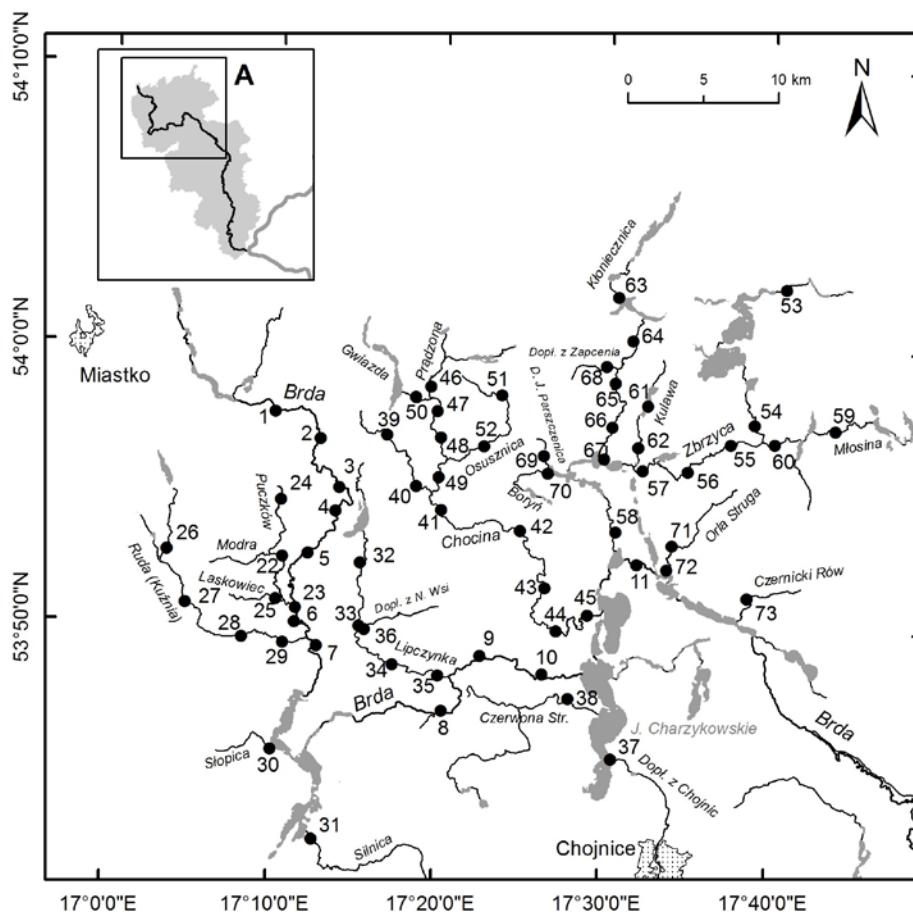 54°10'0"N
A
0 5 10 km
N
Kłoniecznica
63
53
54°0'0"N
64
Miastko
Gwiazda
Prądzona
Dopł. z Zapcenia
68
46
51
65
61
Kulawa
Brda
1
50
47
39
D. J. Parszczenica
66
54
59
2
48
52
62
Zbrzyca
Młosina
Osusznica
69
67
55
60
3
24
40
49
70
57
56
Puczków
4
Boryń
41
Chocina
42
58
71
Orla Struga
26
Modra
22
5
32
11
72
Ruda (Kuźnia)
Laskowiec
23
43
Czernicki Rów
27
25
6
Dopł. z N. Wsi
45
73
53°50'0"N
33
36
44
28
29
7
Lipczynka
9
34
35
10
Brda
8
Czerwona Str.
38
J. Charzykowskie
Brda
Słopica
30
37
Dopł. z Chojnic
31
Silnica
Chojnice
17°0'0"E 17°10'0"E 17°20'0"E 17°30'0"E 17°40'0"E